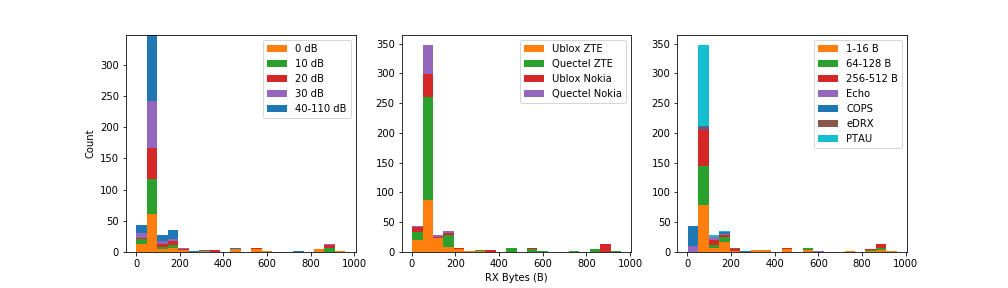 Count
300
250
200
150
100
50
0
0 200 400 600 800 1000
0 dB
10 dB
20 dB
30 dB
40-110 dB
350
300
250
200
150
100
50
0
0 200 400 600 800 1000
RX Bytes (B)
Ublox ZTE
Quectel ZTE
Ublox Nokia
Quectel Nokia
350
300
250
200
150
100
50
0
0 200 400 600 800 1000
1-16 B
64-128 B
256-512 B
Echo
COPS
eDRX
PTAU